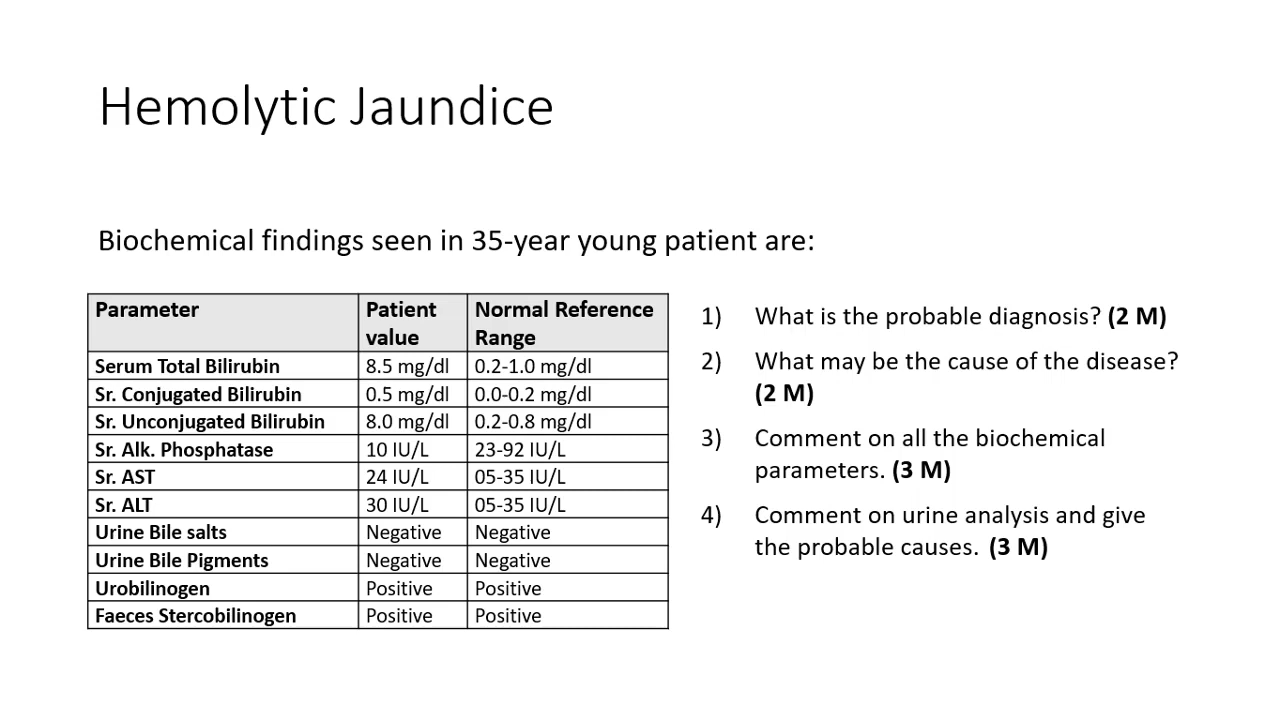 Hemolytic Jaundice
Biochemical findings seen in 35-year young patient are:
Parameter Patient value Normal Reference Range
Serum Total Bilirubin 8.5 mg/dl 0.2-1.0 mg/dl
Sr. Conjugated Bilirubin 0.5 mg/dl 0.0-0.2 mg/dl
Sr. Unconjugated Bilirubin 8.0 mg/dl 0.2-0.8 mg/dl
Sr. Alk. Phosphatase 10 IU/L 23-92 IU/L
Sr. AST 24 IU/L 05-35 IU/L
Sr. ALT 30 IU/L 05-35 IU/L
Urine Bile salts Negative Negative
Urine Bile Pigments Negative Negative
Urobilinogen Positive Positive
Faeces Stercobilinogen Positive Positive
1) What is the probable diagnosis? (2 M)
2) What may be the cause of the disease?
(2 M)
3) Comment on all the biochemical
parameters. (3 M)
4) Comment on urine analysis and give
the probable causes. (3 M)